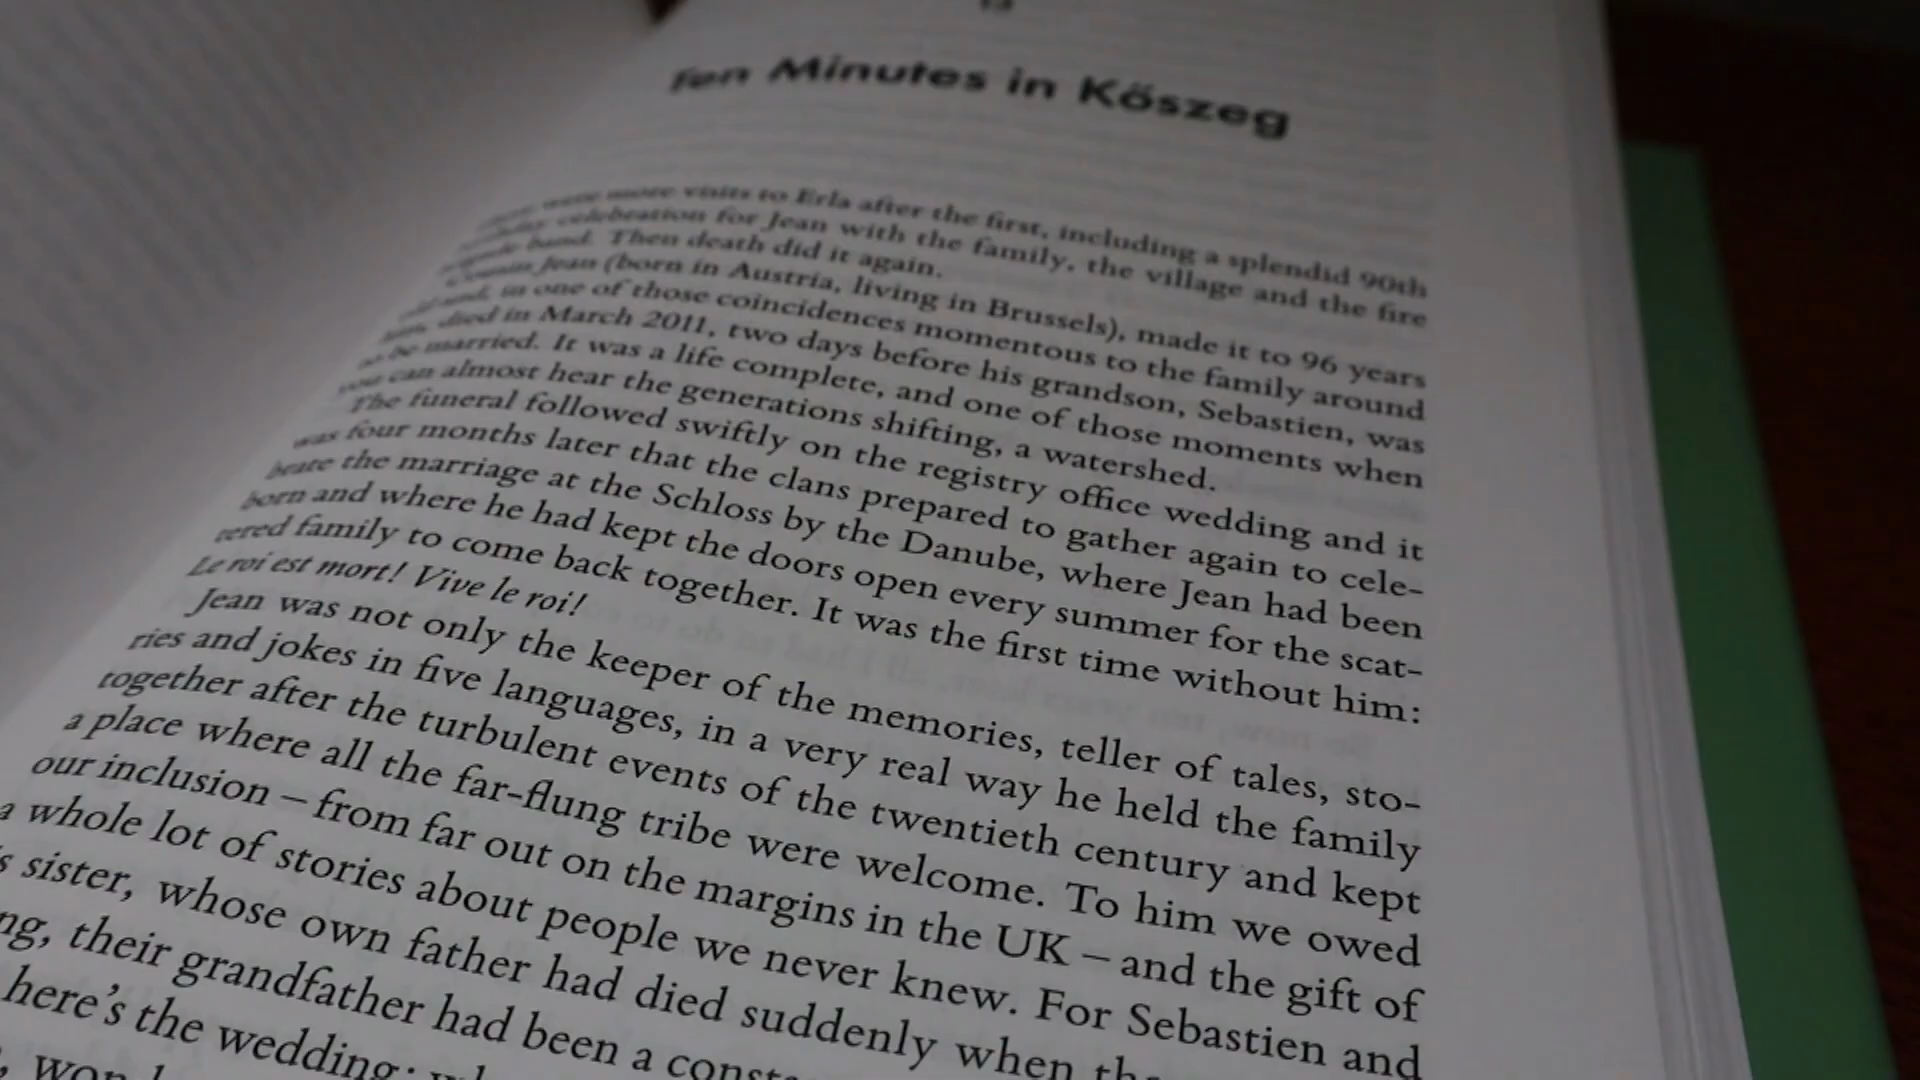 Ten Minutes in Kőszeg
were more visits to Erla after the first, including a splendid 90th
celebration for Jean with the family, the village and the fire
band. Then death did it again.
Cousin Jean (born in Austria, living in Brussels), made it to 96 years
and, in one of those coincidences momentous to the family around
him, died in March 2011, two days before his grandson, Sebastien, was
to be married. It was a life complete, and one of those moments when
you can almost hear the generations shifting, a watershed.
The funeral followed swiftly on the registry office wedding and it
was four months later that the clans prepared to gather again to cele-
brate the marriage at the Schloss by the Danube, where Jean had been
born and where he had kept the doors open every summer for the scat-
tered family to come back together. It was the first time without him:
Le roi est mort! Vive le roi!
Jean was not only the keeper of the memories, teller of tales, sto-
ries and jokes in five languages, in a very real way he held the family
together after the turbulent events of the twentieth century and kept
a place where all the far-flung tribe were welcome. To him we owed
our inclusion – from far out on the margins in the UK – and the gift of
a whole lot of stories about people we never knew. For Sebastien and
s sister, whose own father had died suddenly when
ng, their grandfather had been a
here's the wedding: